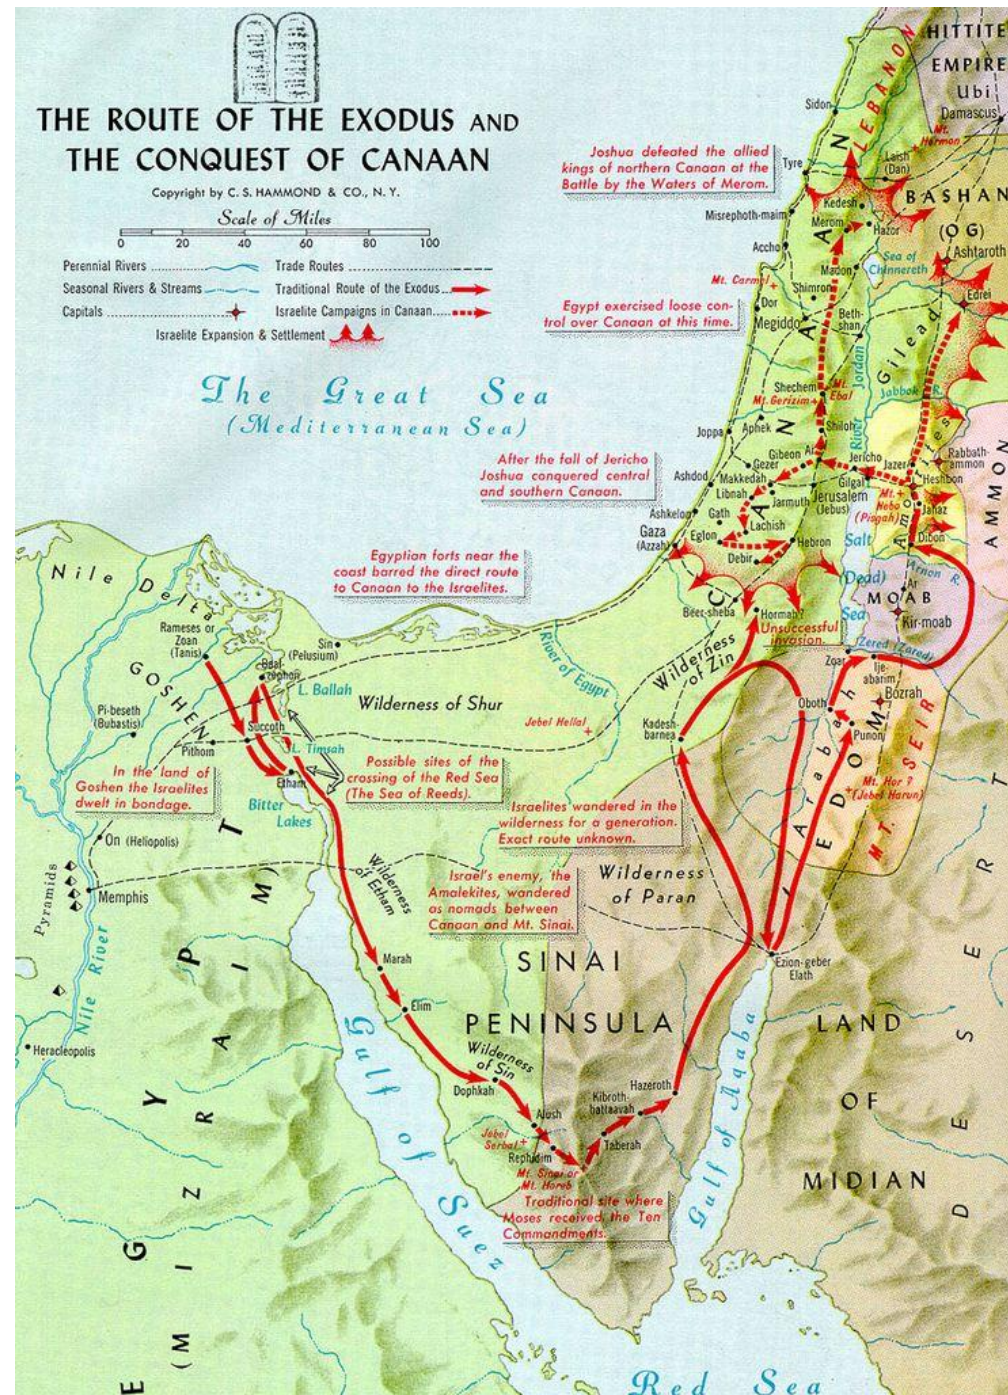 THE ROUTE OF THE EXODUS AND
THE CONQUEST OF CANAAN
Copyright by C. S. HAMMOND & CO., N. Y.
Scale of Miles
0 20 40 60 80 100
Perennial Rivers
Trade Routes
Seasonal Rivers & Streams
Traditional Route of the Exodus
Capitals
Israelite Campaigns in Canaan
Israelite Expansion & Settlement
HITTITE
EMPIRE
Ubi
Damascus
LEBANON
Sidon
Mt.
Hermon
Joshua defeated the allied
kings of northern Canaan at the
Battle by the Waters of Merom.
Tyre
Laish
(Dan)
BASHAN
(OG)
Kedesh
Misrephoth-maim
Merom
Hazor
Ashtaroth
Accho
Sea of
Chinnereth
Madon
Mt. Carmel
Shimron
Edrei
Dor
Egypt exercised loose con-
trol over Canaan at this time.
Megiddo
Beth-
shan
CANAAN
Jordan
River
Gilead
The Great Sea
(Mediterranean Sea)
Shechem
Mt.
Ebal
Mt. Gerizim
Jabbok R.
Joppa
Aphek
Shiloh
Amorites
AMMON
Gibeon
Ai
Rabbath-
ammon
After the fall of Jericho
Joshua conquered central
and southern Canaan.
Gezer
Jericho
Jazer
Ashdod
Makkedah
Gilgal
Heshbon
Libnah
Jarmuth
Jerusalem
(Jebus)
Mt.
Nebo
(Pisgah)
Jahaz
Ashkelon
Gath
Lachish
Gaza
(Azzah)
Eglon
Hebron
Salt
(Dead)
Sea
Dibon
Debir
Arnon R.
Egyptian forts near the
coast barred the direct route
to Canaan to the Israelites.
Ar
MOAB
Kir-moab
Beer-sheba
Hormah?
Unsuccessful
invasion.
Nile Delta
Rameses or
Zoan
(Tanis)
Sin
(Pelusium)
River of Egypt
Wilderness
of Zin
Zoar
Zered (Zared)
Ije-
abarim
GOSHEN
Baal-
zephon
L. Ballah
Wilderness of Shur
Oboth
Bozrah
Pi-beseth
(Bubastis)
Jebel Hellal
Kadesh-
barnea
Arabah
Punon
Succoth
Pithom
L. Timsah
EDOM
MT. SEIR
Possible sites of the
crossing of the Red Sea
(The Sea of Reeds).
In the land of
Goshen the Israelites
dwelt in bondage.
Etham
Mt. Hor?
(Jebel Harun)
Bitter
Lakes
Israelites wandered in the
wilderness for a generation.
Exact route unknown.
On (Heliopolis)
Wilderness
of Etham
Pyramids
Memphis
Israel's enemy, the
Amalekites, wandered
as nomads between
Canaan and Mt. Sinai.
Wilderness
of Paran
Nile River
Marah
SINAI
PENINSULA
Ezion-geber
Elath
Elim
LAND
OF
MIDIAN
DESERT
Heracleopolis
Gulf of Suez
Wilderness
of Sin
Dophkah
Hazeroth
Kibroth-
hattaavah
Gulf of Aqaba
Alush
Jebel
Serbal
Taberah
Rephidim
Mt. Sinai or
Mt. Horeb
Traditional site where
Moses received the Ten
Commandments.
EGYPT
(MIZRAIM)
Red Sea